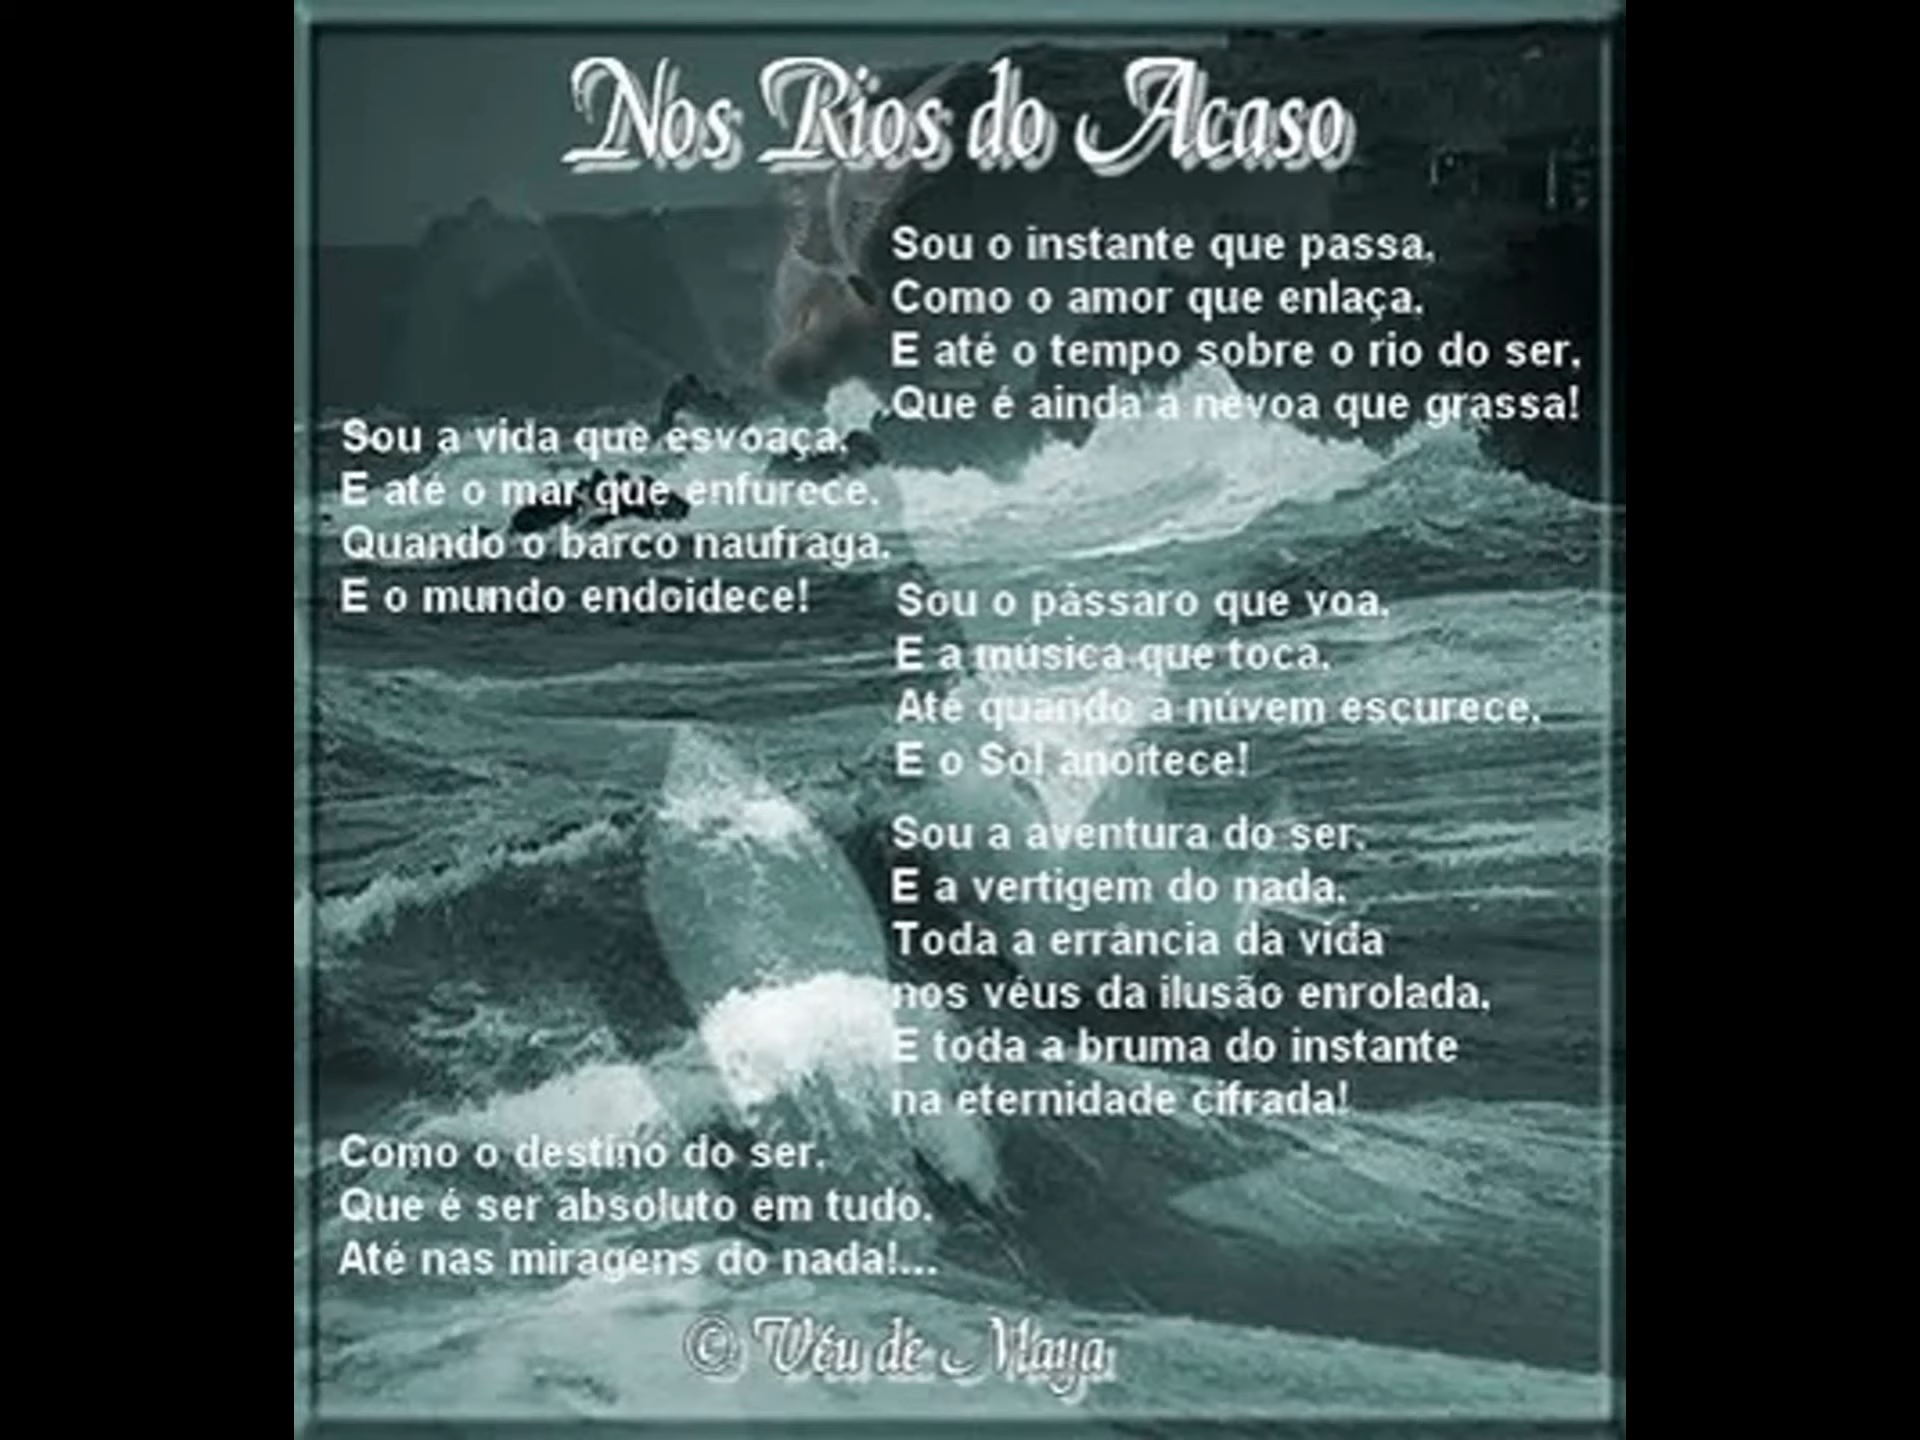 Nos Rios do Acaso
Sou o instante que passa,
Como o amor que enlaça,
E até o tempo sobre o rio do ser,
Que é ainda a névoa que grassa!
Sou a vida que esvoaça,
E até o mar que enfurece,
Quando o barco naufraga,
E o mundo endoidece!
Sou o pássaro que voa,
E a música que toca,
Até quando a núvem escurece,
E o Sol anoitece!
Sou a aventura do ser,
E a vertigem do nada,
Toda a errância da vida
nos véus da ilusão enrolada,
E toda a bruma do instante
na eternidade cifrada!
Como o destino do ser,
Que é ser absoluto em tudo,
Até nas miragens do nada!...
© Véu de Maya